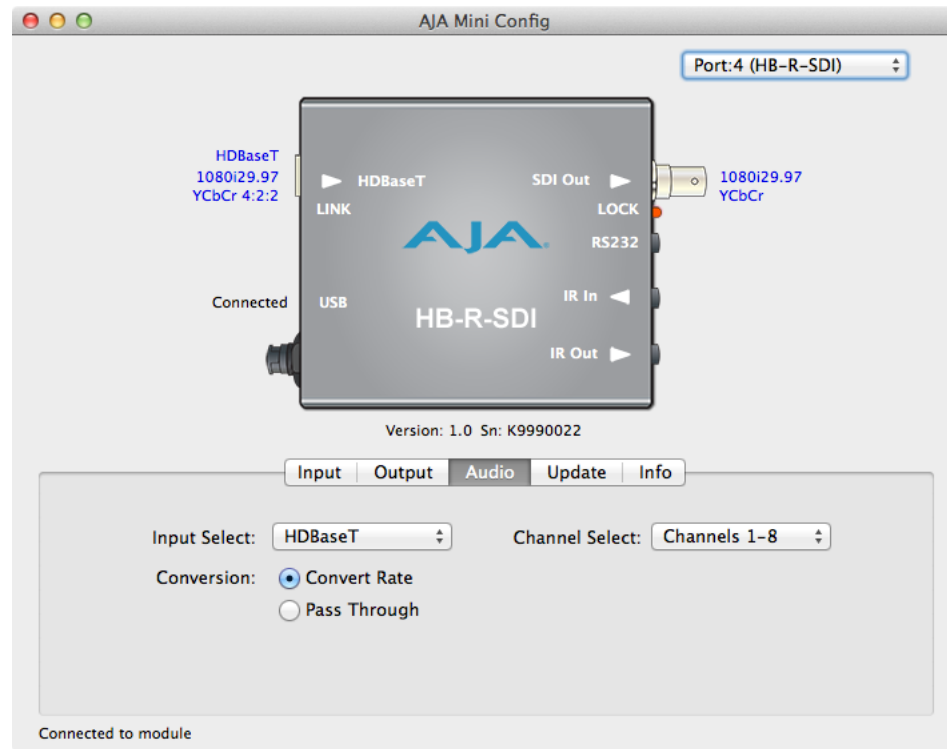 AJA Mini Config
Port:4 (HB-R-SDI)
HDBaseT
1080i29.97
YCbCr 4:2:2
HDBaseT
LINK
SDI Out
LOCK
1080i29.97
YCbCr
AJA
RS232
Connected
USB
IR In
HB-R-SDI
IR Out
Version: 1.0 Sn: K9990022
Input Output Audio Update Info
Input Select: HDBaseT Channel Select: Channels 1-8
Conversion: Convert Rate
Pass Through
Connected to module